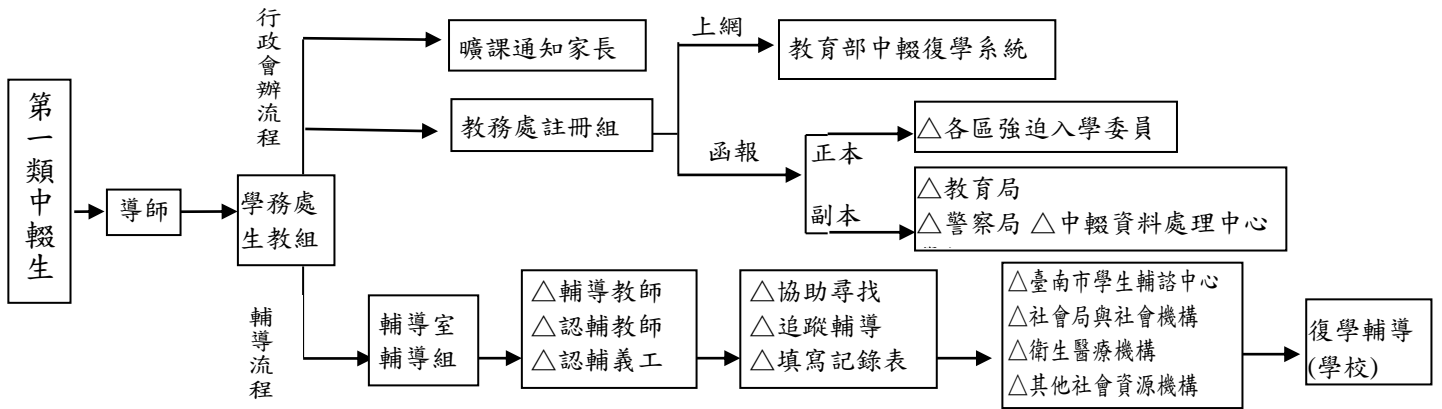 第一類中輟生
導師
學務處
生教組
行政會辦流程
曠課通知家長
教務處註冊組
上網
教育部中輟復學系統
函報
正本
△各區強迫入學委員
副本
△教育局
△警察局 △中輟資料處理中心
輔導流程
輔導室
輔導組
△輔導教師
△認輔教師
△認輔義工
△協助尋找
△追蹤輔導
△填寫記錄表
△臺南市學生輔諮中心
△社會局與社會機構
△衛生醫療機構
△其他社會資源機構
復學輔導
(學校)